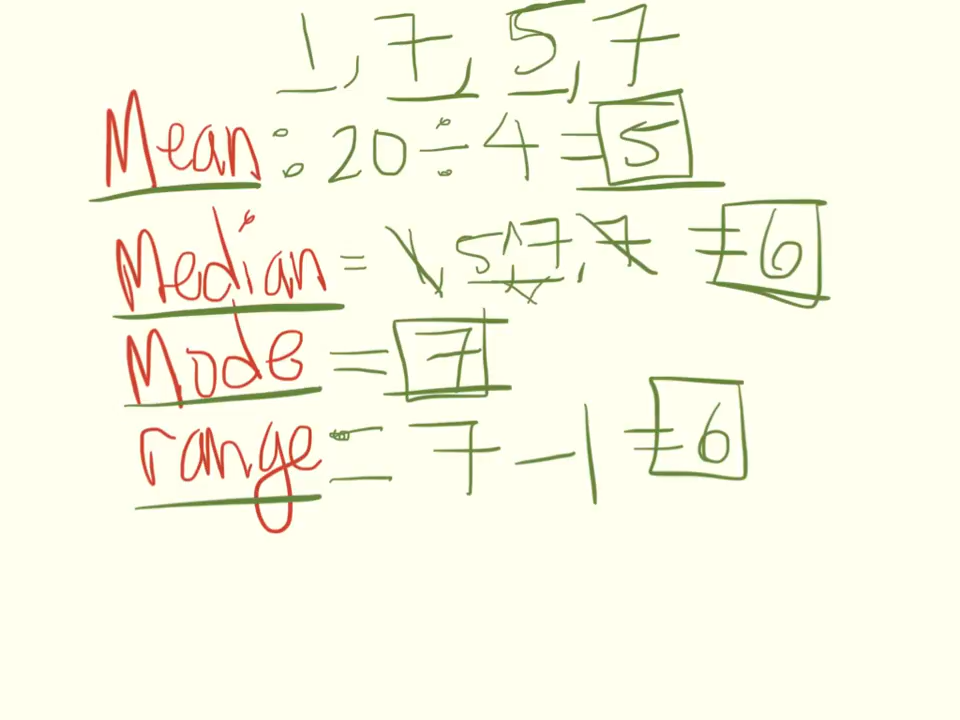 1, 7, 5, 7
Mean: 20 ÷ 4 = 5
Median = 1, 5^7, 7 = 6
Mode = 7
range = 7 - 1 = 6